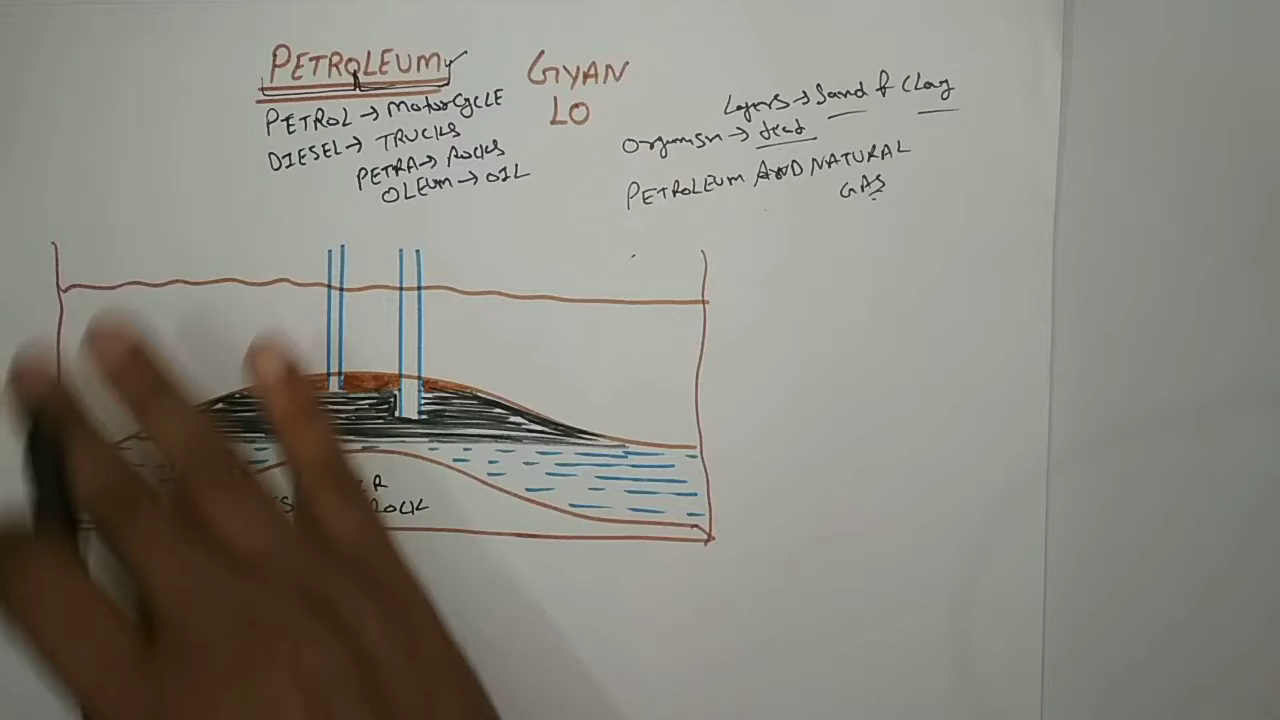 PETROLEUM
GYAN
LO
PETROL → MOTORCYCLE
DIESEL → TRUCKS
PETRA → ROCKS
OLEUM → OIL
Layers → Sand & Clay
Organism → dead
PETROLEUM AND NATURAL
GAS
R
ROCK